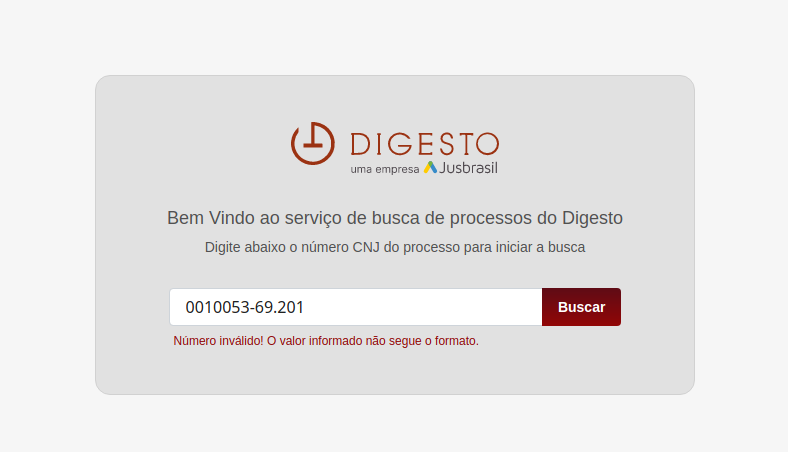 DIGESTO
uma empresa Jusbrasil
Bem Vindo ao serviço de busca de processos do Digesto
Digite abaixo o número CNJ do processo para iniciar a busca
0010053-69.201 Buscar
Número inválido! O valor informado não segue o formato.